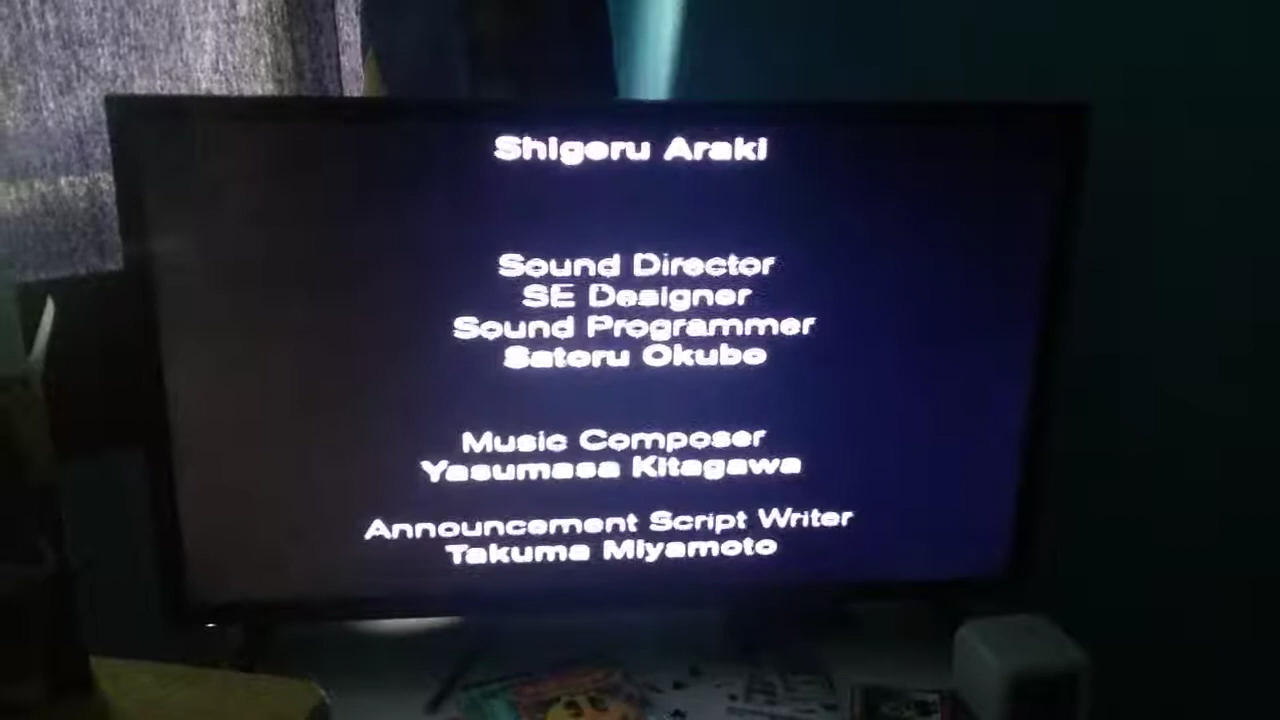 Shigeru Araki
Sound Director
SE Designer
Sound Programmer
Satoru Okubo
Music Composer
Yasumasa Kitagawa
Announcement Script Writer
Takuma Miyamoto